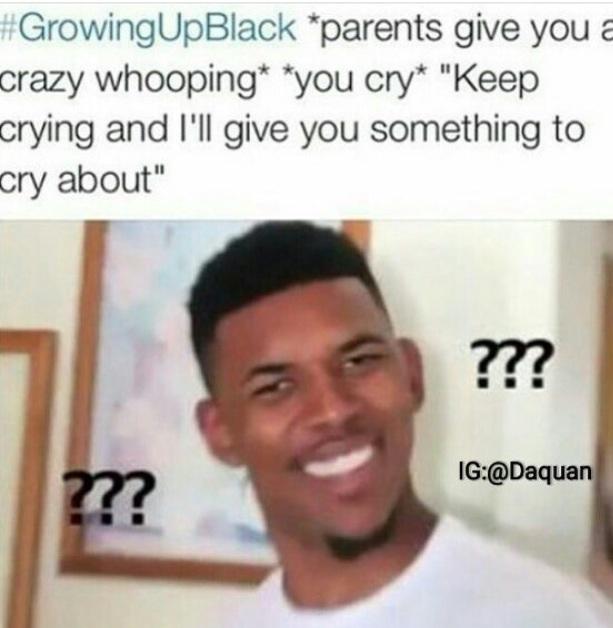 #GrowingUpBlack *parents give you a
crazy whooping* *you cry* "Keep
crying and I'll give you something to
cry about"
???
IG:@Daquan
???